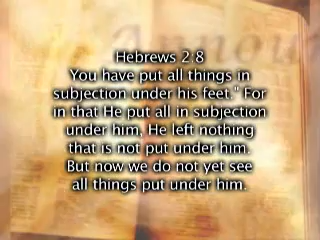 Hebrews 2:8
You have put all things in
subjection under his feet." For
in that He put all in subjection
under him, He left nothing
that is not put under him.
But now we do not yet see
all things put under him.